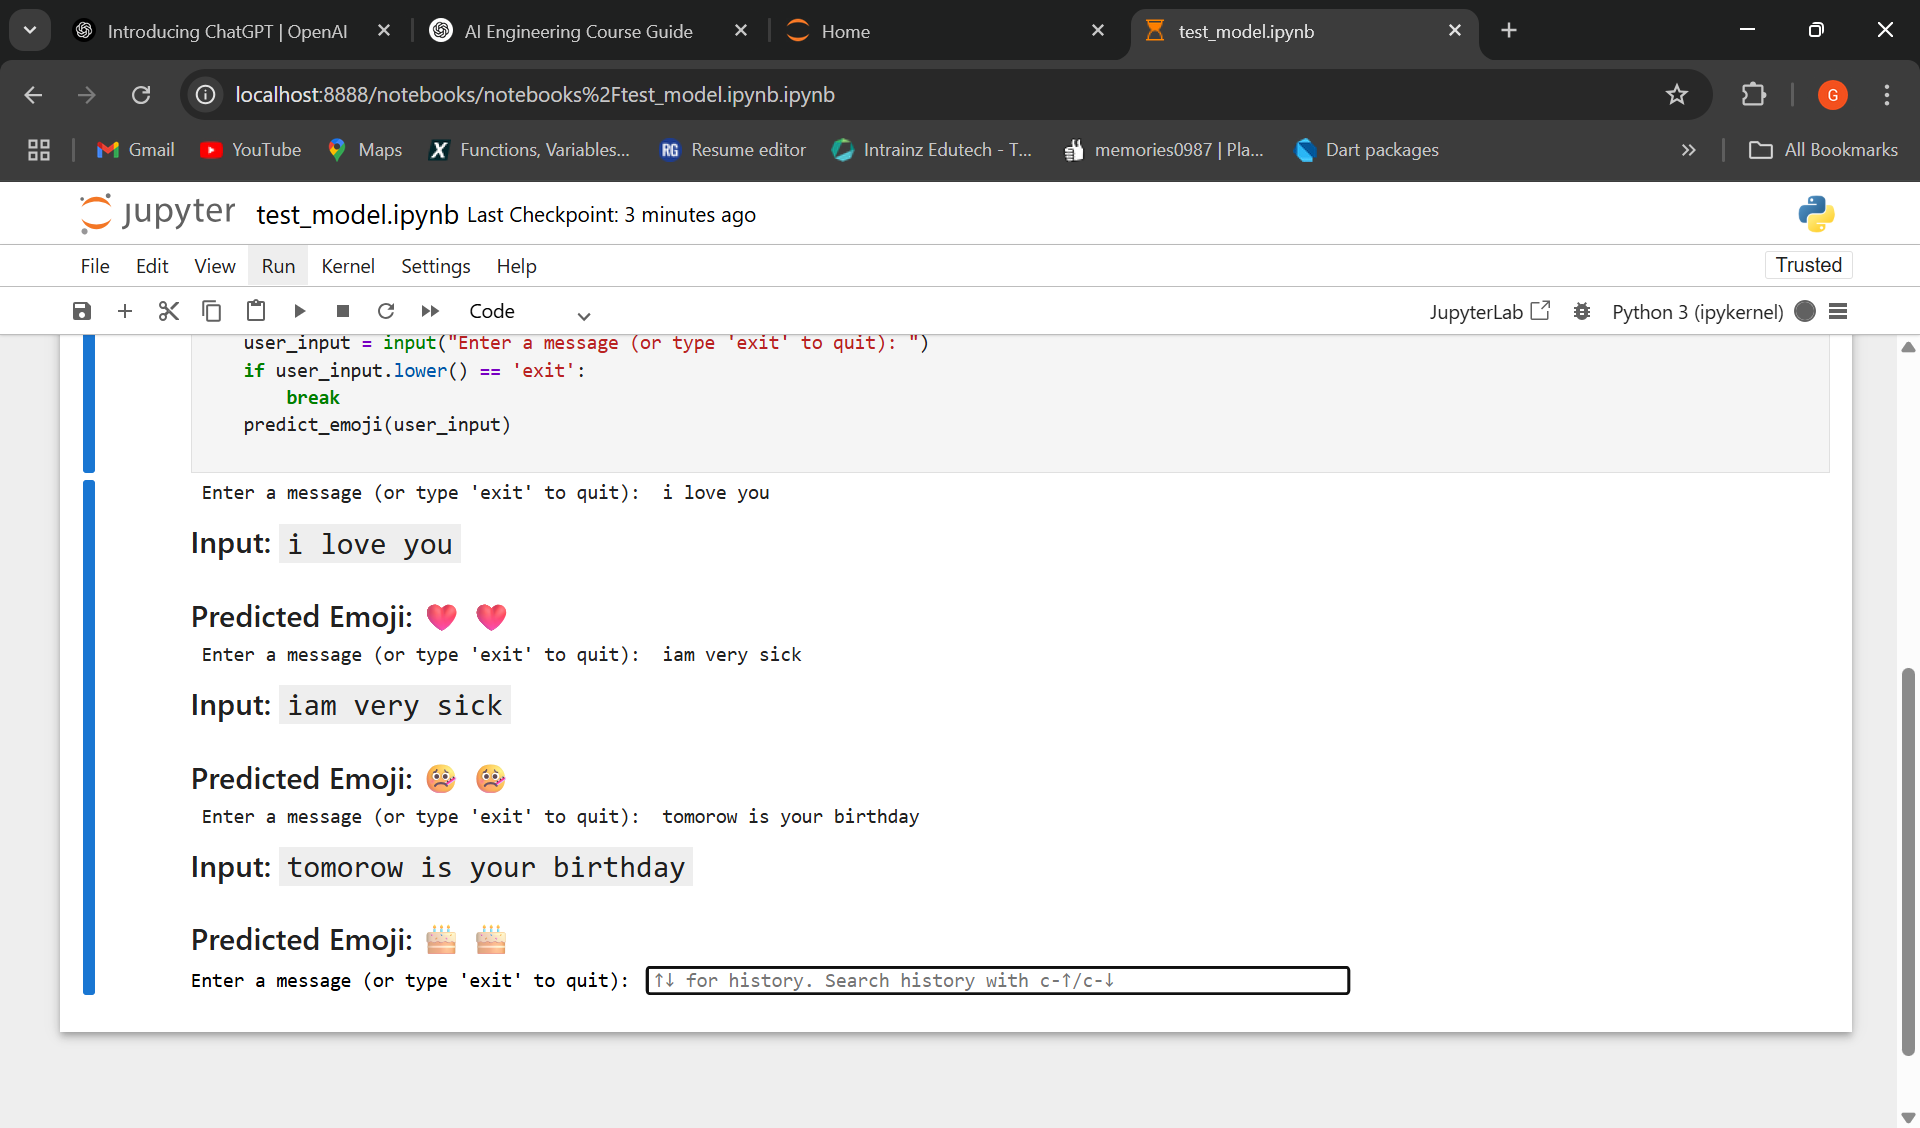 Introducing ChatGPT | OpenAI
AI Engineering Course Guide
Home
test_model.ipynb
localhost:8888/notebooks/notebooks%2Ftest_model.ipynb.ipynb
G
Gmail
YouTube
Maps
X Functions, Variables...
RG Resume editor
Intrainz Edutech - T...
memories0987 | Pla...
Dart packages
»
All Bookmarks
jupyter test_model.ipynb Last Checkpoint: 3 minutes ago
File Edit View Run Kernel Settings Help
Trusted
Code
JupyterLab
Python 3 (ipykernel)
user_input = input("Enter a message (or type 'exit' to quit): ")
if user_input.lower() == 'exit':
break
predict_emoji(user_input)
Enter a message (or type 'exit' to quit): i love you
Input: i love you
Predicted Emoji: 💗 💗
Enter a message (or type 'exit' to quit): iam very sick
Input: iam very sick
Predicted Emoji: 🤒 🤒
Enter a message (or type 'exit' to quit): tomorow is your birthday
Input: tomorow is your birthday
Predicted Emoji: 🎂 🎂
Enter a message (or type 'exit' to quit): ↑↓ for history. Search history with c-↑/c-↓